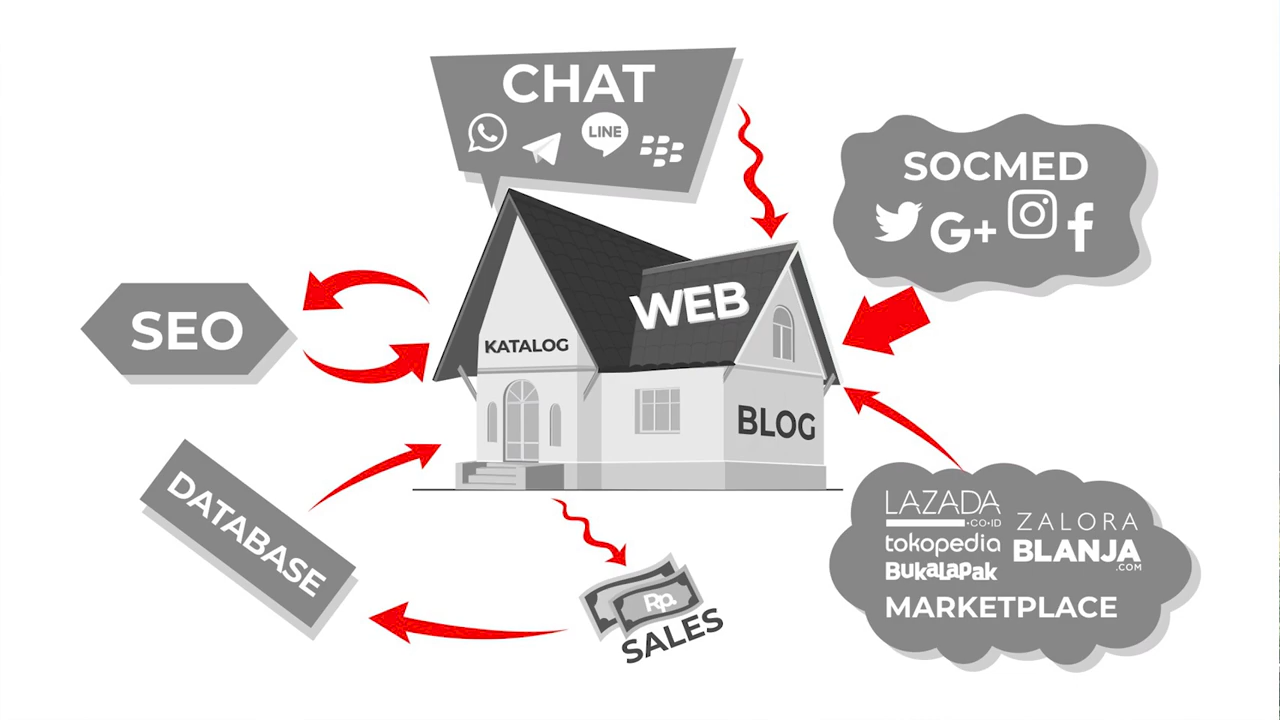 CHAT
LINE
SOCMED
G+
f
SEO
WEB
KATALOG
BLOG
DATABASE
Rp.
SALES
LAZADA
.CO.ID
ZALORA
tokopedia
BLANJA
.COM
BukaLapak
MARKETPLACE